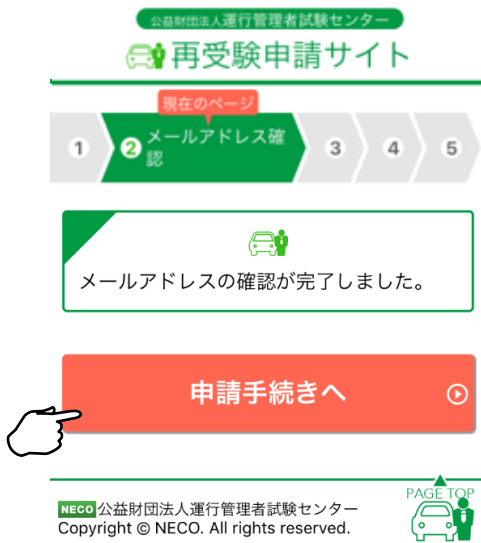 公益財団法人運行管理者試験センター
再受験申請サイト
現在のページ
1
2 メールアドレス確
認
3
4
5
メールアドレスの確認が完了しました。
申請手続きへ
PAGE TOP
NECO 公益財団法人運行管理者試験センター
Copyright © NECO. All rights reserved.